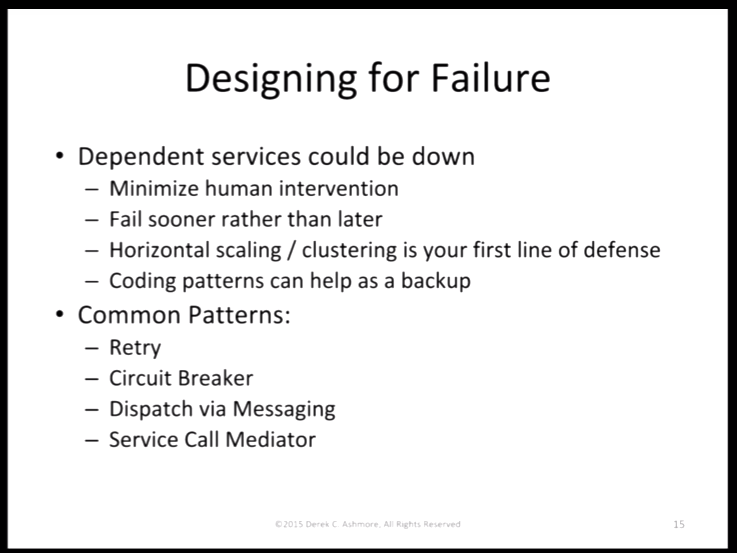 Designing for Failure
• Dependent services could be down
– Minimize human intervention
– Fail sooner rather than later
– Horizontal scaling / clustering is your first line of defense
– Coding patterns can help as a backup
• Common Patterns:
– Retry
– Circuit Breaker
– Dispatch via Messaging
– Service Call Mediator
©2015 Derek C. Ashmore, All Rights Reserved
15